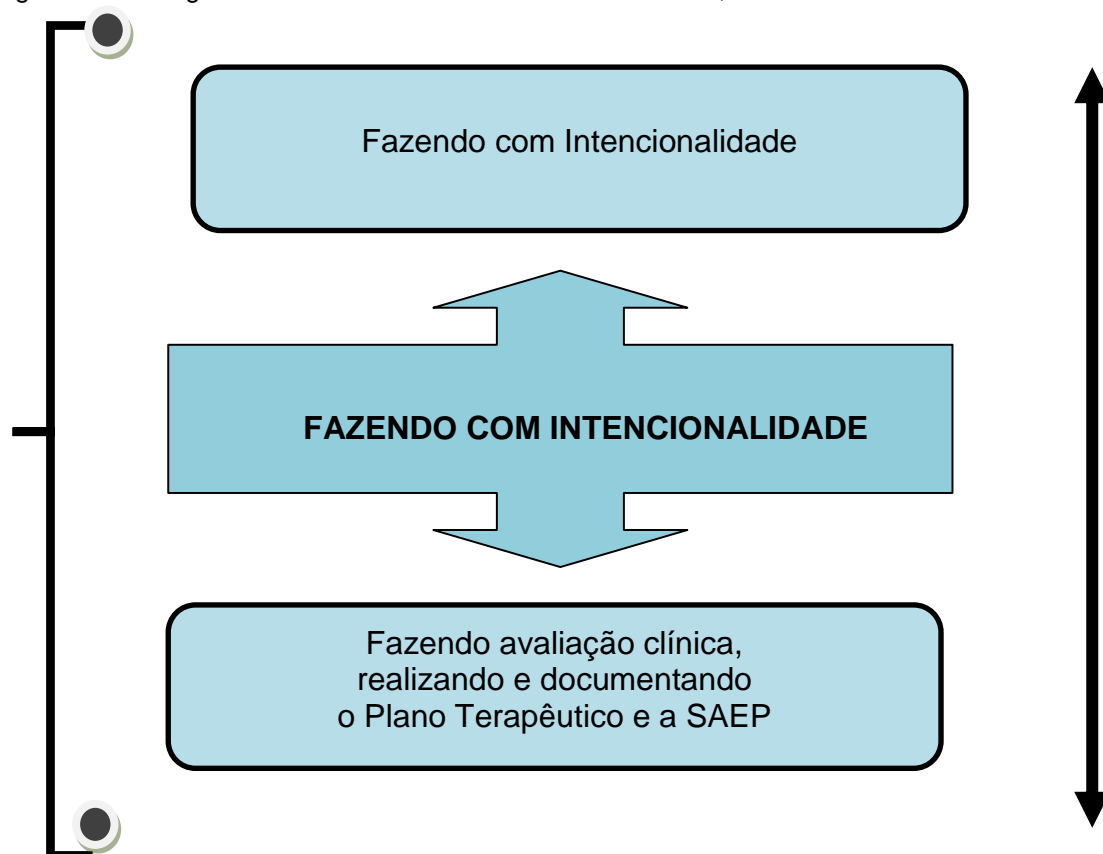 Fazendo com Intencionalidade
FAZENDO COM INTENCIONALIDADE
Fazendo avaliação clínica,
realizando e documentando
o Plano Terapêutico e a SAEP